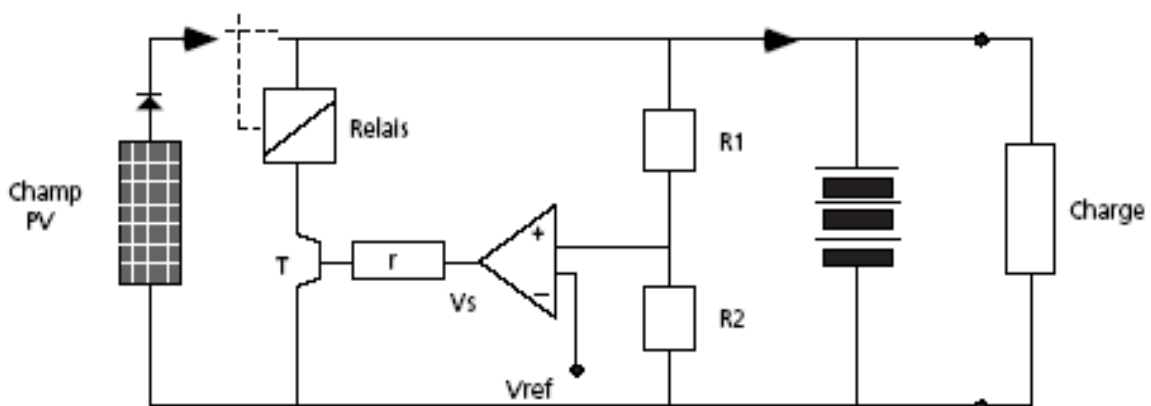 Relais
R1
Champ
PV
Charge
+
T
r
Vs
−
R2
Vref